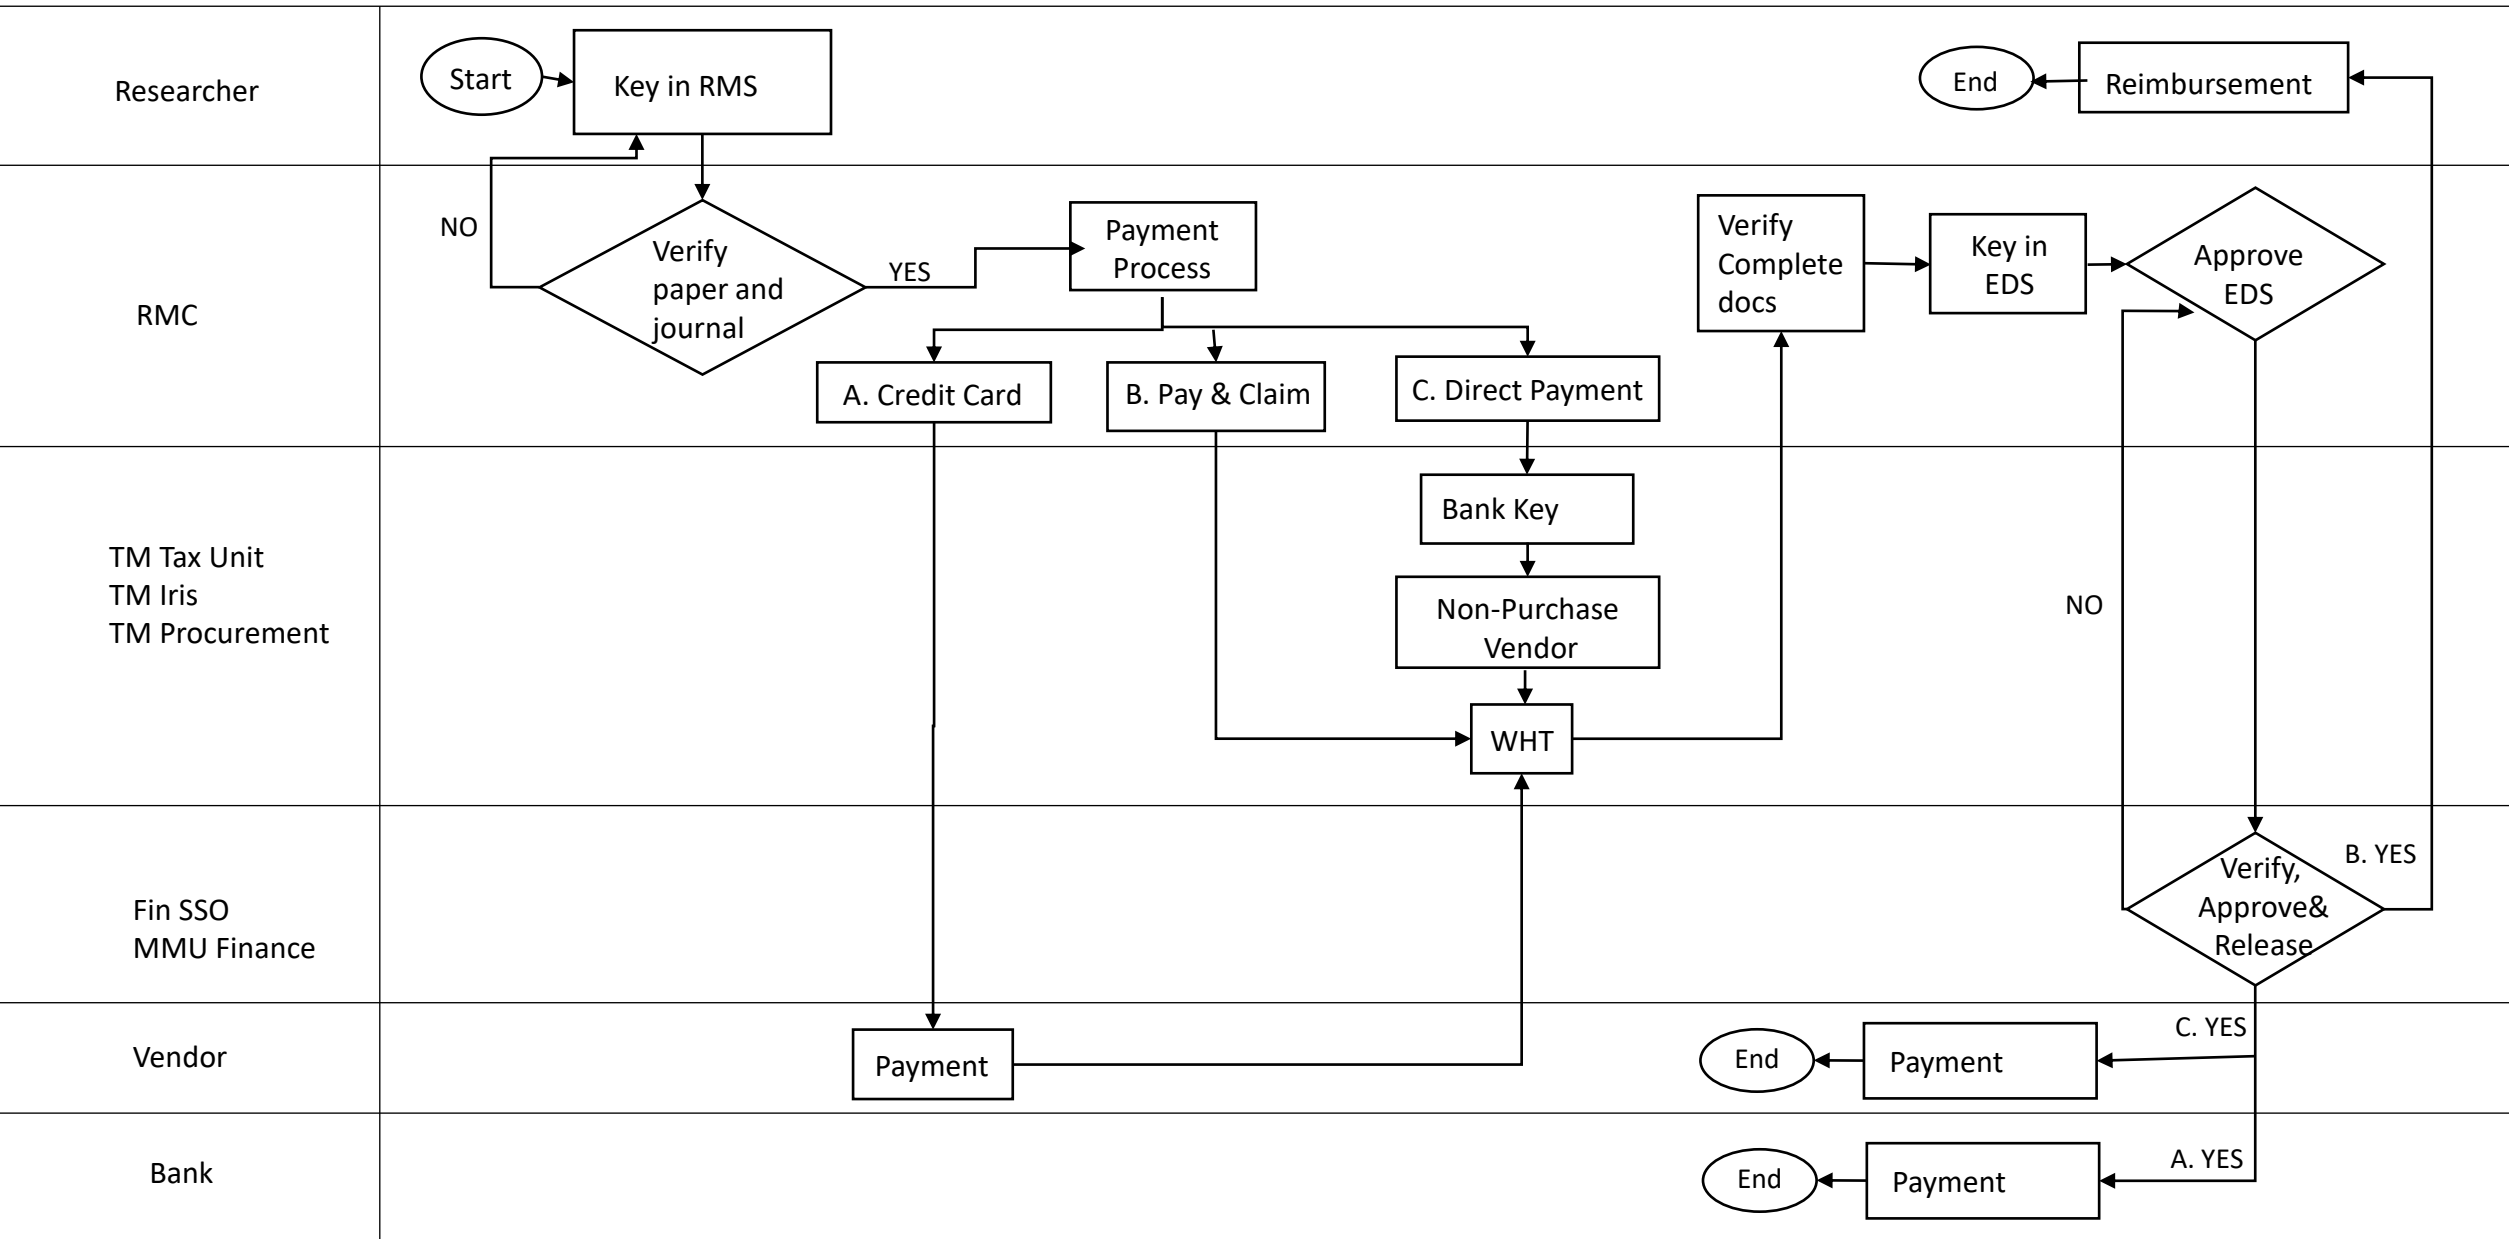 Researcher
Start
Key in RMS
End
Reimbursement
RMC
NO
Verify
paper and
journal
YES
Payment
Process
A. Credit Card
B. Pay & Claim
C. Direct Payment
Verify
Complete
docs
Key in
EDS
Approve
EDS
TM Tax Unit
TM Iris
TM Procurement
Bank Key
Non-Purchase
Vendor
WHT
NO
Fin SSO
MMU Finance
Verify,
Approve&
Release
B. YES
Vendor
Payment
End
Payment
C. YES
Bank
End
Payment
A. YES